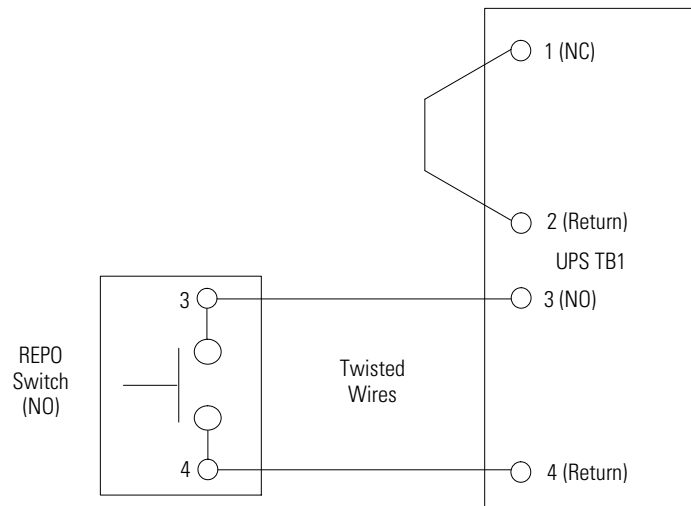 1 (NC)
2 (Return)
UPS TB1
3
3 (NO)
REPO
Switch
(NO)
Twisted
Wires
4
4 (Return)